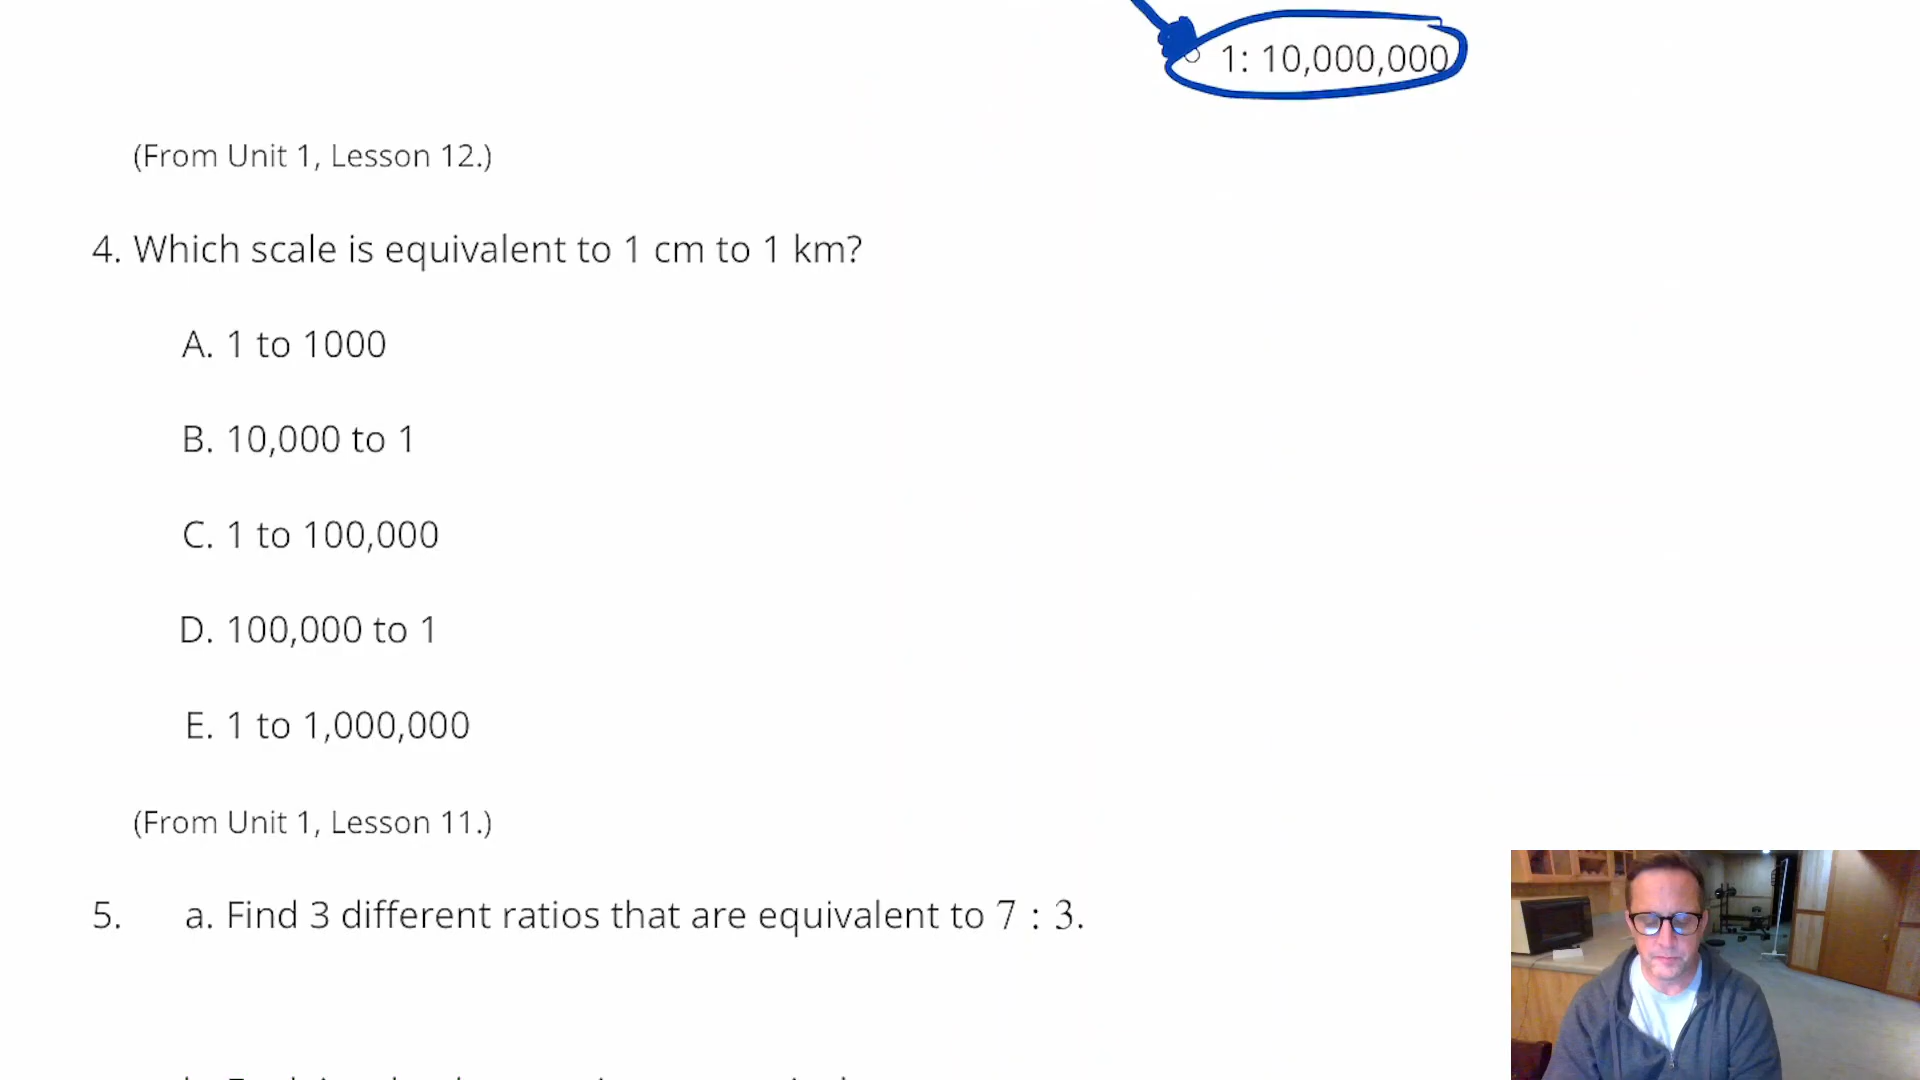 1: 10,000,000
(From Unit 1, Lesson 12.)
4. Which scale is equivalent to 1 cm to 1 km?
A. 1 to 1000
B. 10,000 to 1
C. 1 to 100,000
D. 100,000 to 1
E. 1 to 1,000,000
(From Unit 1, Lesson 11.)
5. a. Find 3 different ratios that are equivalent to 7 : 3.